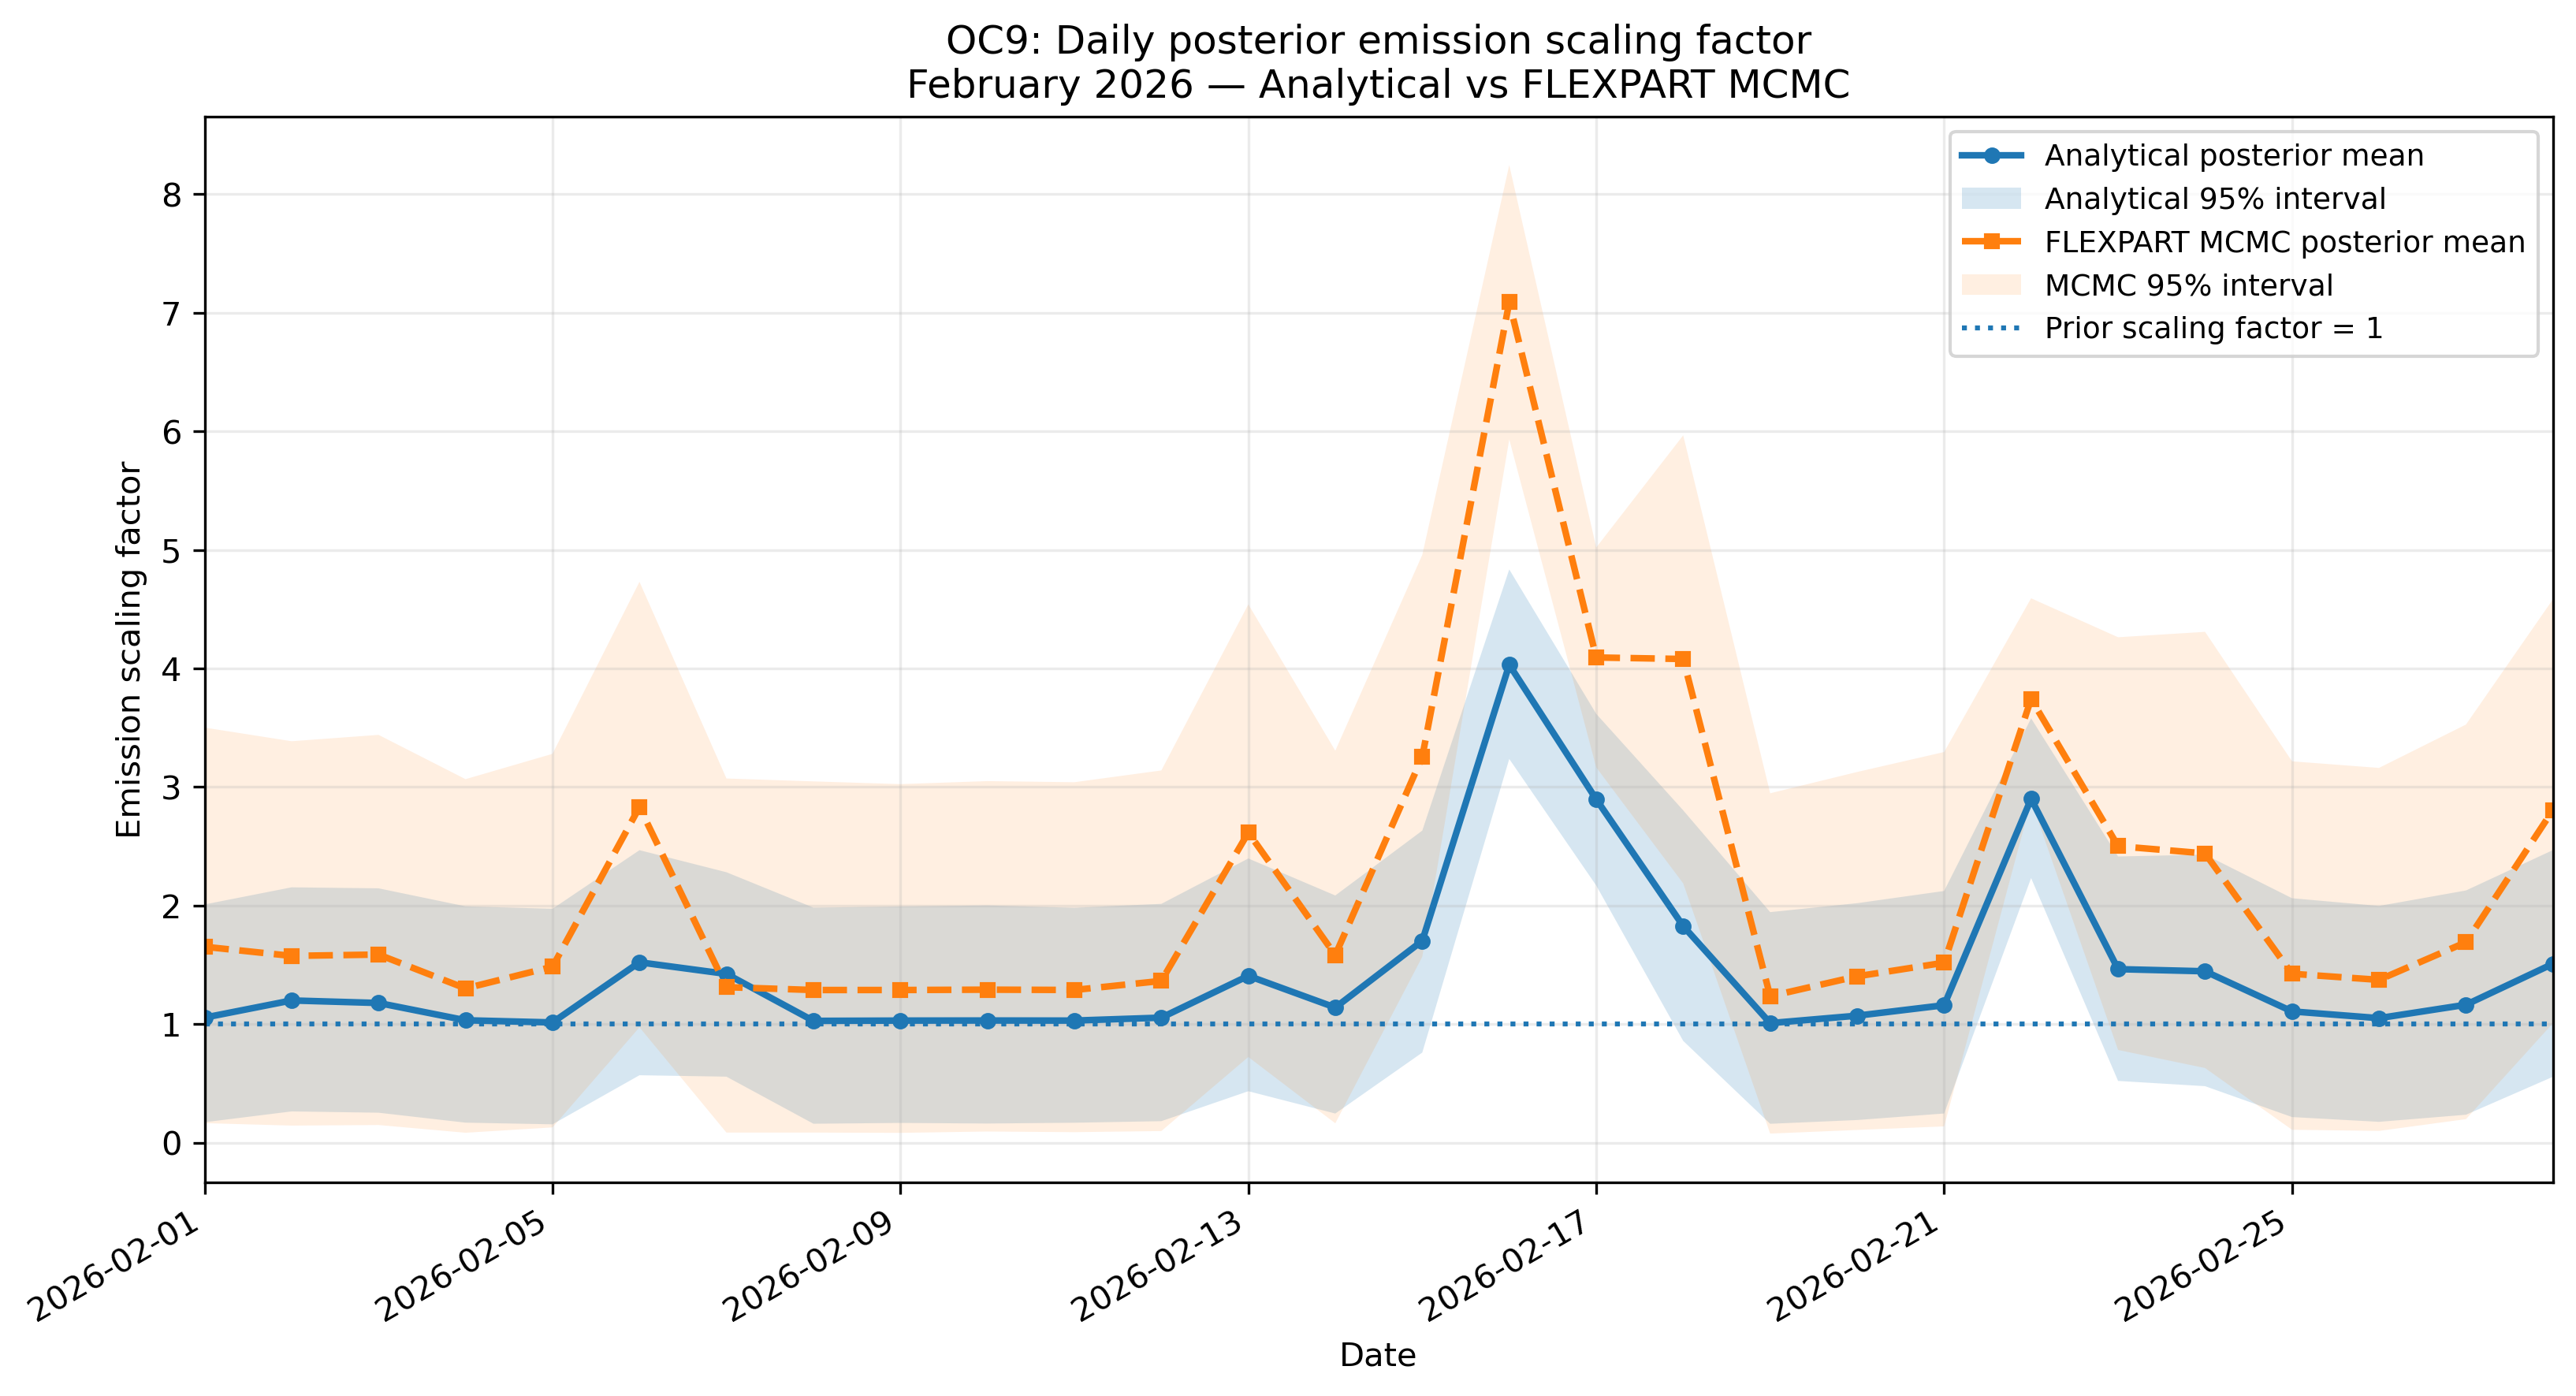 OC9: Daily posterior emission scaling factor
February 2026 — Analytical vs FLEXPART MCMC
Analytical posterior mean
Analytical 95% interval
FLEXPART MCMC posterior mean
MCMC 95% interval
Prior scaling factor = 1
Emission scaling factor
8
7
6
5
4
3
2
1
0
2026-02-01
2026-02-05
2026-02-09
2026-02-13
2026-02-17
2026-02-21
2026-02-25
Date